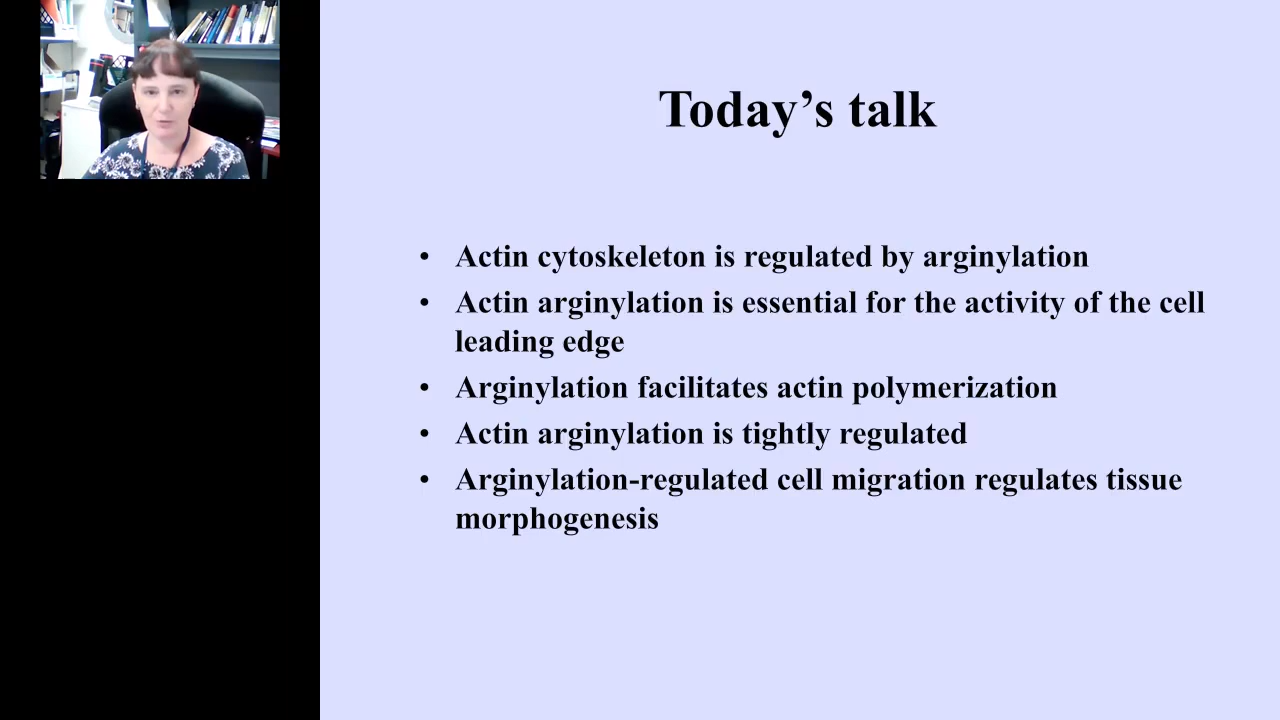 Today’s talk
• Actin cytoskeleton is regulated by arginylation
• Actin arginylation is essential for the activity of the cell
leading edge
• Arginylation facilitates actin polymerization
• Actin arginylation is tightly regulated
• Arginylation-regulated cell migration regulates tissue
morphogenesis